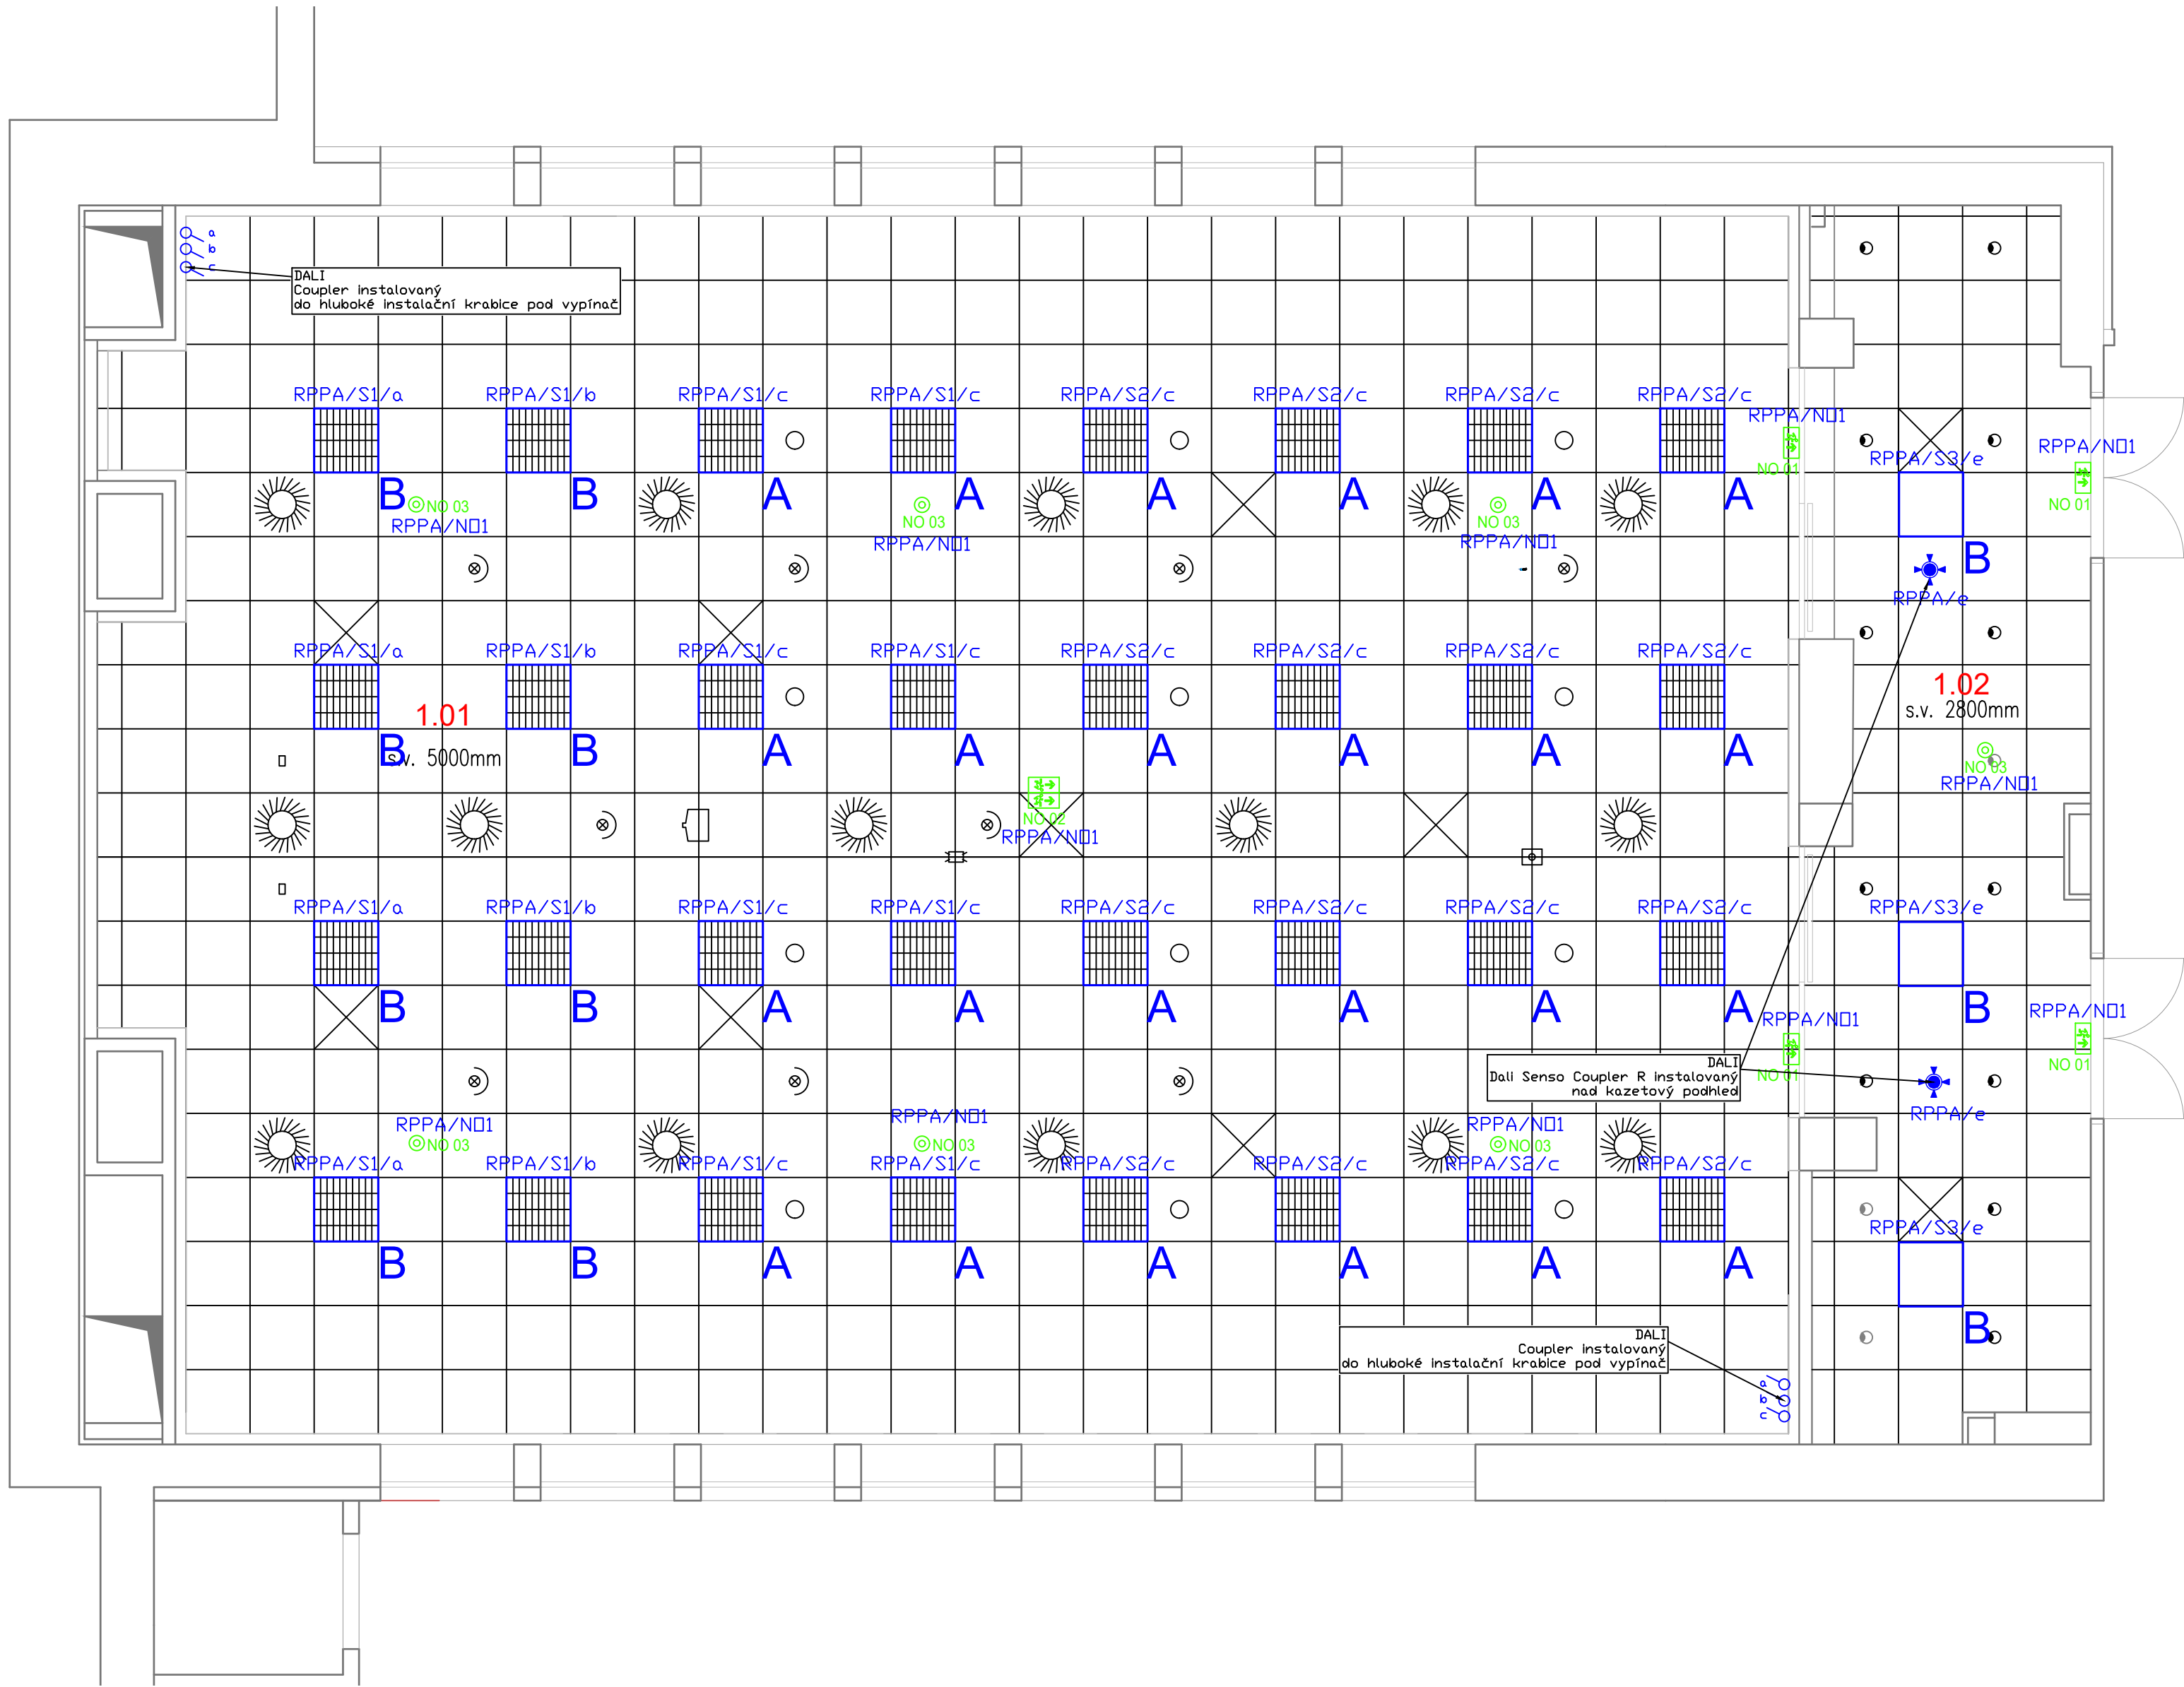 a
b
c
DALI
Coupler instalovaný
do hluboké instalační krabice pod vypínač
RPPA/S1/a RPPA/S1/b RPPA/S1/c RPPA/S1/c RPPA/S2/c RPPA/S2/c RPPA/S2/c RPPA/S2/c
RPPA/NO1
NO 01
RPPA/S3/e
RPPA/NO1
NO 01
B B A A A A A A
NO 03
RPPA/NO1
NO 03
RPPA/NO1
NO 03
RPPA/NO1
B
RPPA/e
RPPA/S1/a RPPA/S1/b RPPA/S1/c RPPA/S1/c RPPA/S2/c RPPA/S2/c RPPA/S2/c RPPA/S2/c
1.01
s.v. 5000mm
1.02
s.v. 2800mm
B B A A A A A A
NO 03
RPPA/NO1
NO 02
RPPA/NO1
RPPA/S1/a RPPA/S1/b RPPA/S1/c RPPA/S1/c RPPA/S2/c RPPA/S2/c RPPA/S2/c RPPA/S2/c
RPPA/S3/e
B B A A A A A A
B
RPPA/NO1
NO 01
RPPA/NO1
NO 01
DALI
Dali Senso Coupler R instalovaný
nad kazetový podhled
RPPA/e
RPPA/NO1
NO 03
RPPA/NO1
NO 03
RPPA/NO1
NO 03
RPPA/S1/a RPPA/S1/b RPPA/S1/c RPPA/S1/c RPPA/S2/c RPPA/S2/c RPPA/S2/c RPPA/S2/c
RPPA/S3/e
B B A A A A A A
B
DALI
Coupler instalovaný
do hluboké instalační krabice pod vypínač
a
b
c